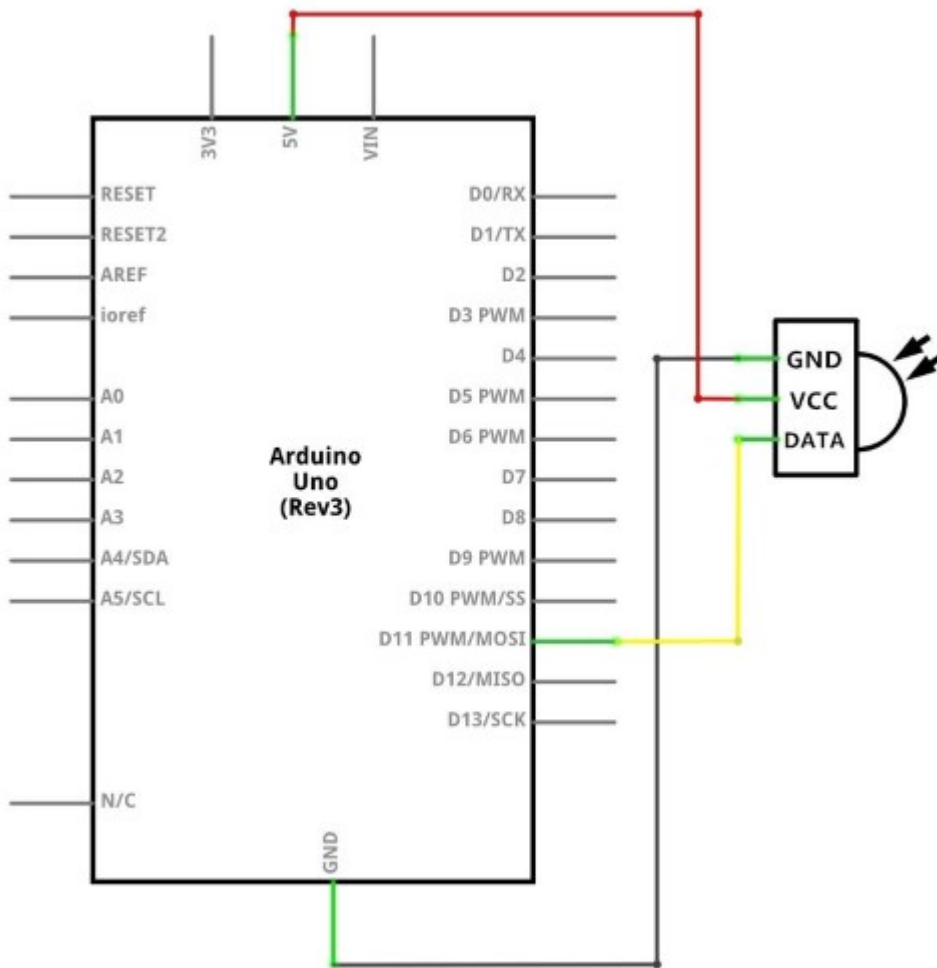 3V3
5V
VIN
RESET
RESET2
AREF
ioref
A0
A1
A2
A3
A4/SDA
A5/SCL
N/C
Arduino
Uno
(Rev3)
D0/RX
D1/TX
D2
D3 PWM
D4
D5 PWM
D6 PWM
D7
D8
D9 PWM
D10 PWM/SS
D11 PWM/MOSI
D12/MISO
D13/SCK
GND
GND
VCC
DATA